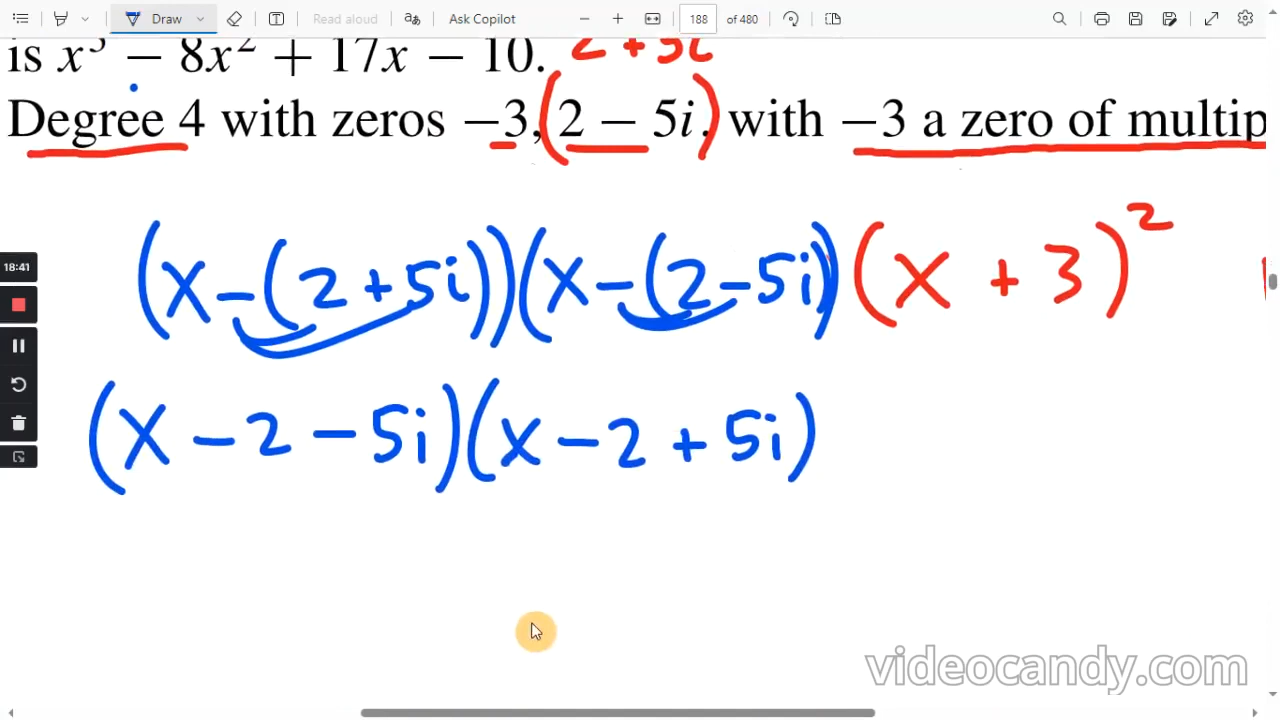 Draw
Read aloud
Ask Copilot
188 of 480
is x³ − 8x² + 17x − 10. 2 + 5i
Degree 4 with zeros −3, (2 − 5i. ) with −3 a zero of multip
(x-(2+5i))(x-(2-5i))(x + 3)²
18:41
(x - 2 - 5i)(x - 2 + 5i)
videocandy.com